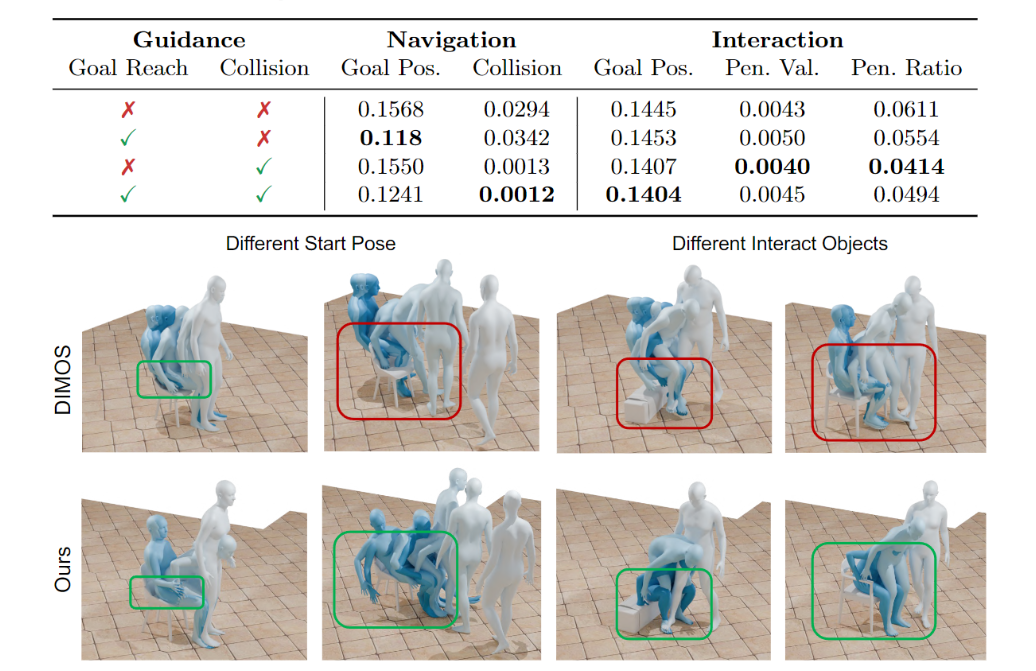 Guidance Navigation Interaction
Goal Reach Collision Goal Pos. Collision Goal Pos. Pen. Val. Pen. Ratio
✗ ✗ 0.1568 0.0294 0.1445 0.0043 0.0611
✓ ✗ 0.118 0.0342 0.1453 0.0050 0.0554
✗ ✓ 0.1550 0.0013 0.1407 0.0040 0.0414
✓ ✓ 0.1241 0.0012 0.1404 0.0045 0.0494
Different Start Pose Different Interact Objects
DIMOS
Ours